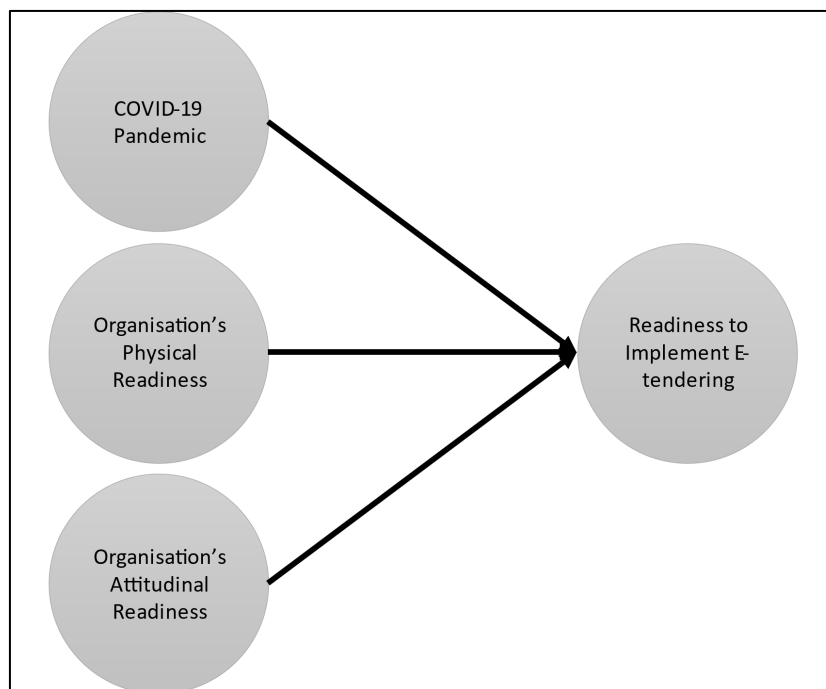 COVID-19
Pandemic
Organisation's
Physical
Readiness
Organisation's
Attitudinal
Readiness
Readiness to
Implement E-
tendering